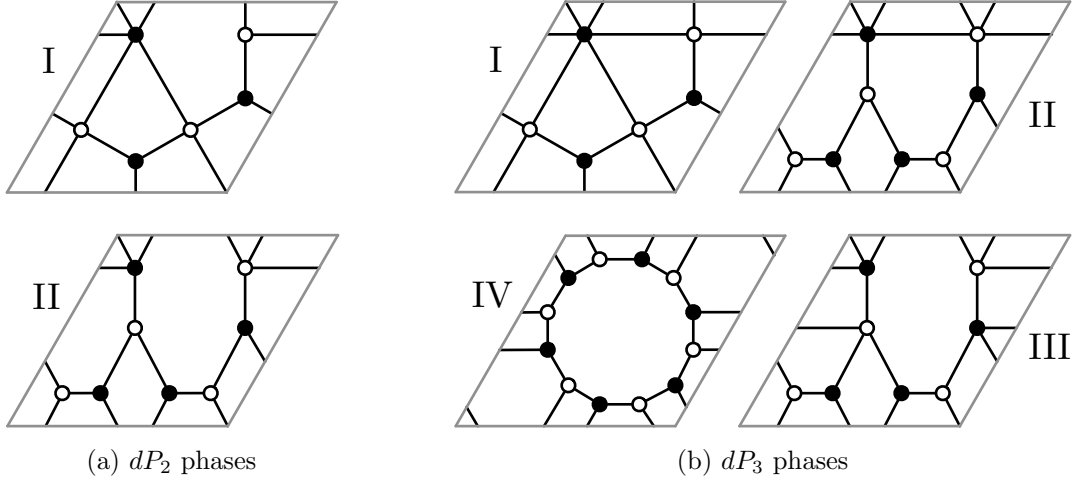 I
I
II
II
IV
III
(a) dP₂ phases
(b) dP₃ phases